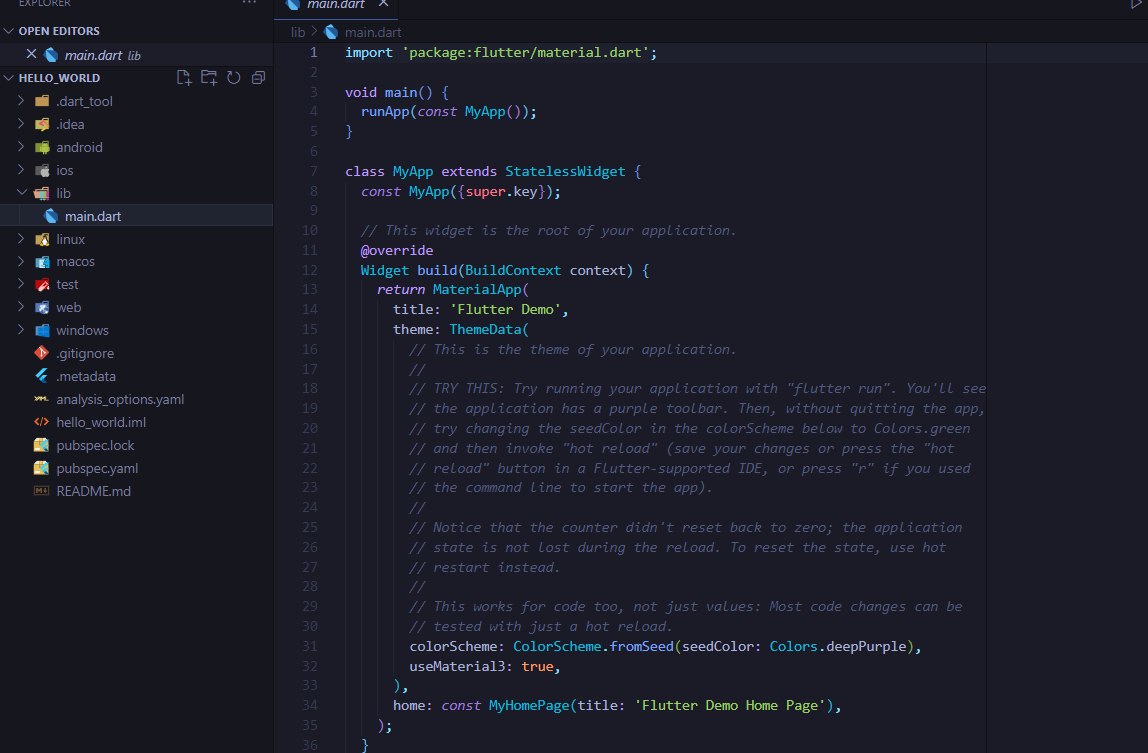 EXPLORER
OPEN EDITORS
main.dart lib
HELLO_WORLD
.dart_tool
.idea
android
ios
lib
main.dart
linux
macos
test
web
windows
.gitignore
.metadata
analysis_options.yaml
hello_world.iml
pubspec.lock
pubspec.yaml
README.md
main.dart
lib > main.dart
1 import 'package:flutter/material.dart';
2
3 void main() {
4 runApp(const MyApp());
5 }
6
7 class MyApp extends StatelessWidget {
8 const MyApp({super.key});
9
10 // This widget is the root of your application.
11 @override
12 Widget build(BuildContext context) {
13 return MaterialApp(
14 title: 'Flutter Demo',
15 theme: ThemeData(
16 // This is the theme of your application.
17 //
18 // TRY THIS: Try running your application with "flutter run". You'll see
19 // the application has a purple toolbar. Then, without quitting the app,
20 // try changing the seedColor in the colorScheme below to Colors.green
21 // and then invoke "hot reload" (save your changes or press the "hot
22 // reload" button in a Flutter-supported IDE, or press "r" if you used
23 // the command line to start the app).
24 //
25 // Notice that the counter didn't reset back to zero; the application
26 // state is not lost during the reload. To reset the state, use hot
27 // restart instead.
28 //
29 // This works for code too, not just values: Most code changes can be
30 // tested with just a hot reload.
31 colorScheme: ColorScheme.fromSeed(seedColor: Colors.deepPurple),
32 useMaterial3: true,
33 ),
34 home: const MyHomePage(title: 'Flutter Demo Home Page'),
35 );
36 }